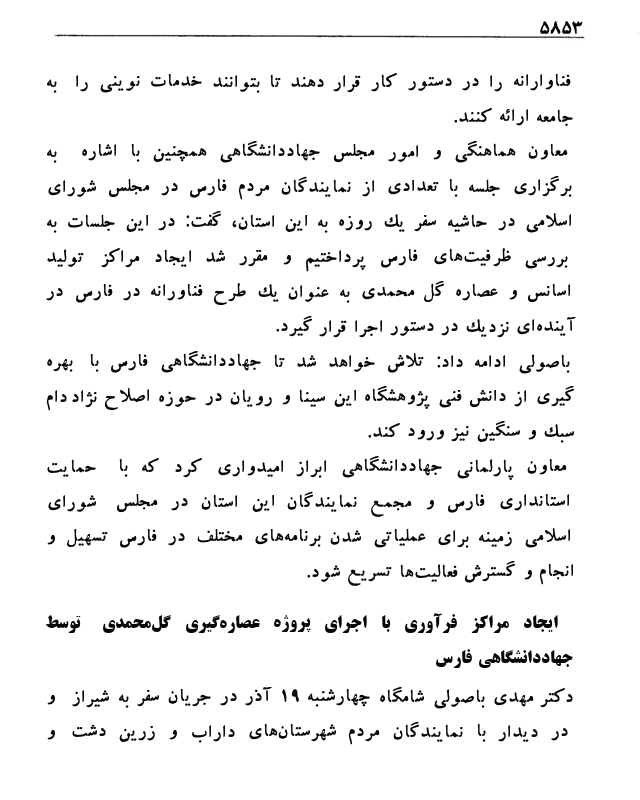 ۵۸۵۳
فناوارانه را در دستور کار قرار دهند تا بتوانند خدمات نوینی را به
جامعه ارائه کنند.
معاون هماهنگی و امور مجلس جهاددانشگاهی همچنین با اشاره به
برگزاری جلسه با تعدادی از نمایندگان مردم فارس در مجلس شورای
اسلامی در حاشیه سفر یك روزه به این استان، گفت: در این جلسات به
بررسی ظرفیت‌های فارس پرداختیم و مقرر شد ایجاد مراکز تولید
اسانس و عصاره گل محمدی به عنوان یك طرح فناورانه در فارس در
آینده‌ای نزدیك در دستور اجرا قرار گیرد.
باصولی ادامه داد: تلاش خواهد شد تا جهاددانشگاهی فارس با بهره
گیری از دانش فنی پژوهشگاه ابن سینا و رویان در حوزه اصلاح نژاد دام
سبك و سنگین نیز ورود کند.
معاون پارلمانی جهاددانشگاهی ابراز امیدواری کرد که با حمایت
استانداری فارس و مجمع نمایندگان این استان در مجلس شورای
اسلامی زمینه برای عملیاتی شدن برنامه‌های مختلف در فارس تسهیل و
انجام و گسترش فعالیت‌ها تسریع شود.
ایجاد مراکز فرآوری با اجرای پروژه عصاره‌گیری گل‌محمدی توسط
جهاددانشگاهی فارس
دکتر مهدی باصولی شامگاه چهارشنبه ۱۹ آذر در جریان سفر به شیراز و
در دیدار با نمایندگان مردم شهرستان‌های داراب و زرین دشت و